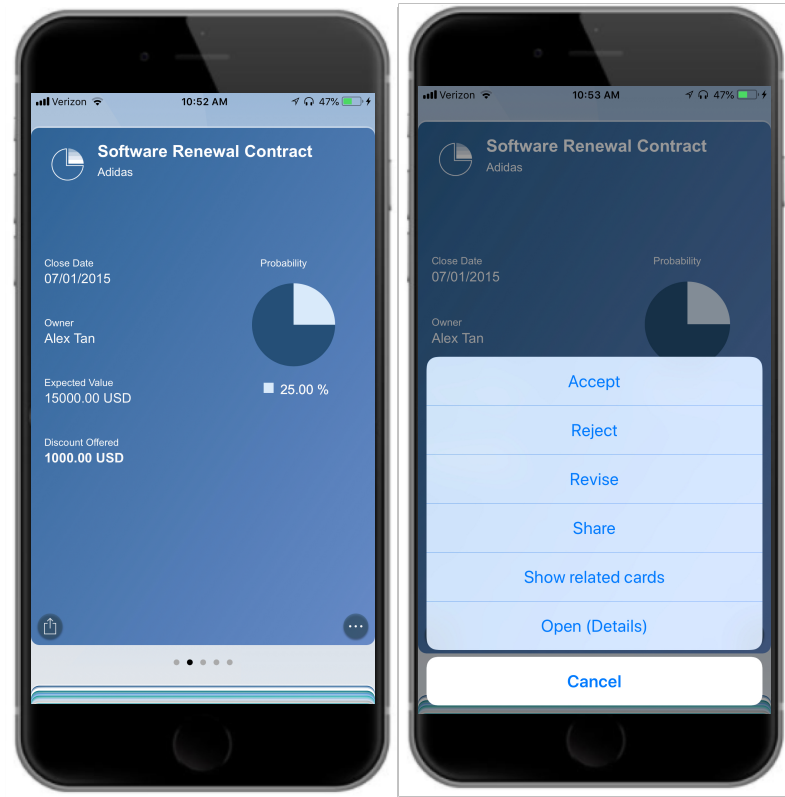 Verizon 10:52 AM 47%
Software Renewal Contract
Adidas
Close Date
07/01/2015
Probability
Owner
Alex Tan
Expected Value
15000.00 USD
25.00 %
Discount Offered
1000.00 USD
Verizon 10:53 AM 47%
Software Renewal Contract
Adidas
Close Date
07/01/2015
Probability
Owner
Alex Tan
Accept
Reject
Revise
Share
Show related cards
Open (Details)
Cancel